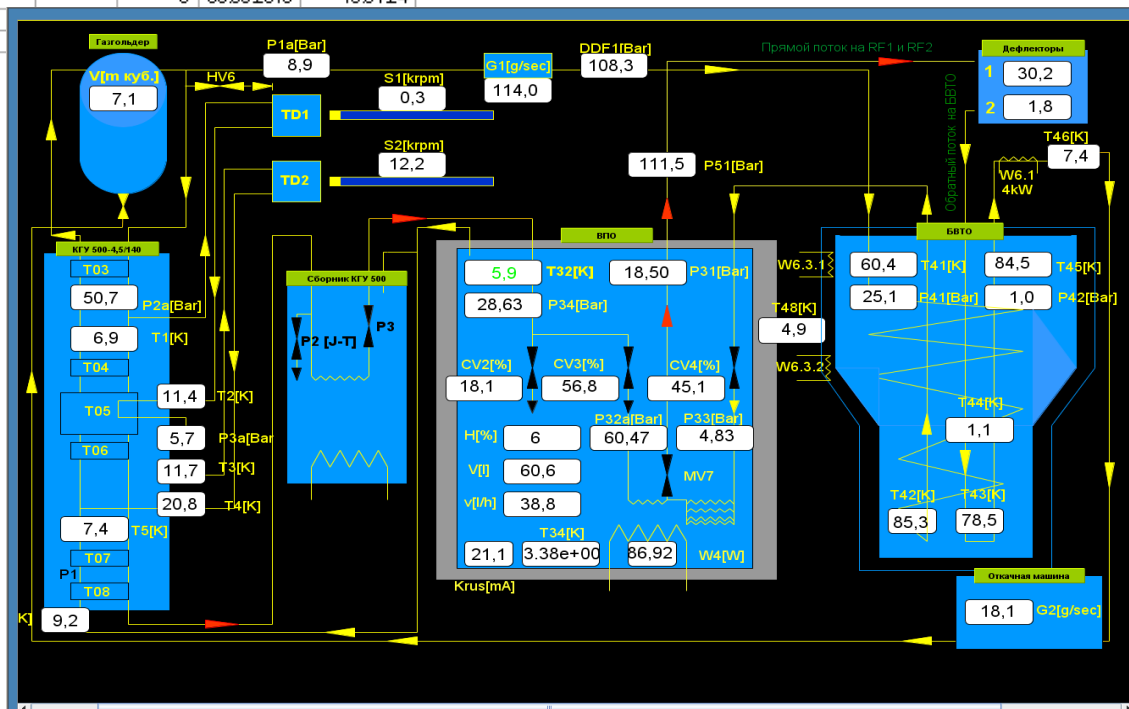 Газгольдер
V[m куб.]
7,1
HV6
P1a[Bar]
8,9
S1[krpm]
0,3
TD1
S2[krpm]
12,2
TD2
G1[g/sec]
114,0
DDF1[Bar]
108,3
Прямой поток на RF1 и RF2
Обратный поток на БВТО
Дефлекторы
1
30,2
2
1,8
T46[K]
7,4
W6.1
4kW
111,5
P51[Bar]
КГУ 500-4,5/140
T03
50,7
P2a[Bar]
6,9
T1[K]
T04
11,4
T2[K]
T05
5,7
P3a[Bar
T06
11,7
T3[K]
20,8
T4[K]
7,4
T5[K]
T07
P1
T08
K]
9,2
Сборник КГУ 500
P2 [J-T]
P3
ВПО
5,9
T32[K]
18,50
P31[Bar]
28,63
P34[Bar]
CV2[%]
18,1
CV3[%]
56,8
CV4[%]
45,1
P32a[Bar]
60,47
P33[Bar]
4,83
H[%]
6
V[l]
60,6
v[l/h]
38,8
MV7
T34[K]
21,1
3.38e+00
86,92
W4[W]
Krus[mA]
БВТО
W6.3.1
60,4
T41[K]
84,5
T45[K]
25,1
P41[Bar]
1,0
P42[Bar]
T48[K]
4,9
W6.3.2
T44[K]
1,1
T42[K]
85,3
T43[K]
78,5
Откачная машина
18,1
G2[g/sec]